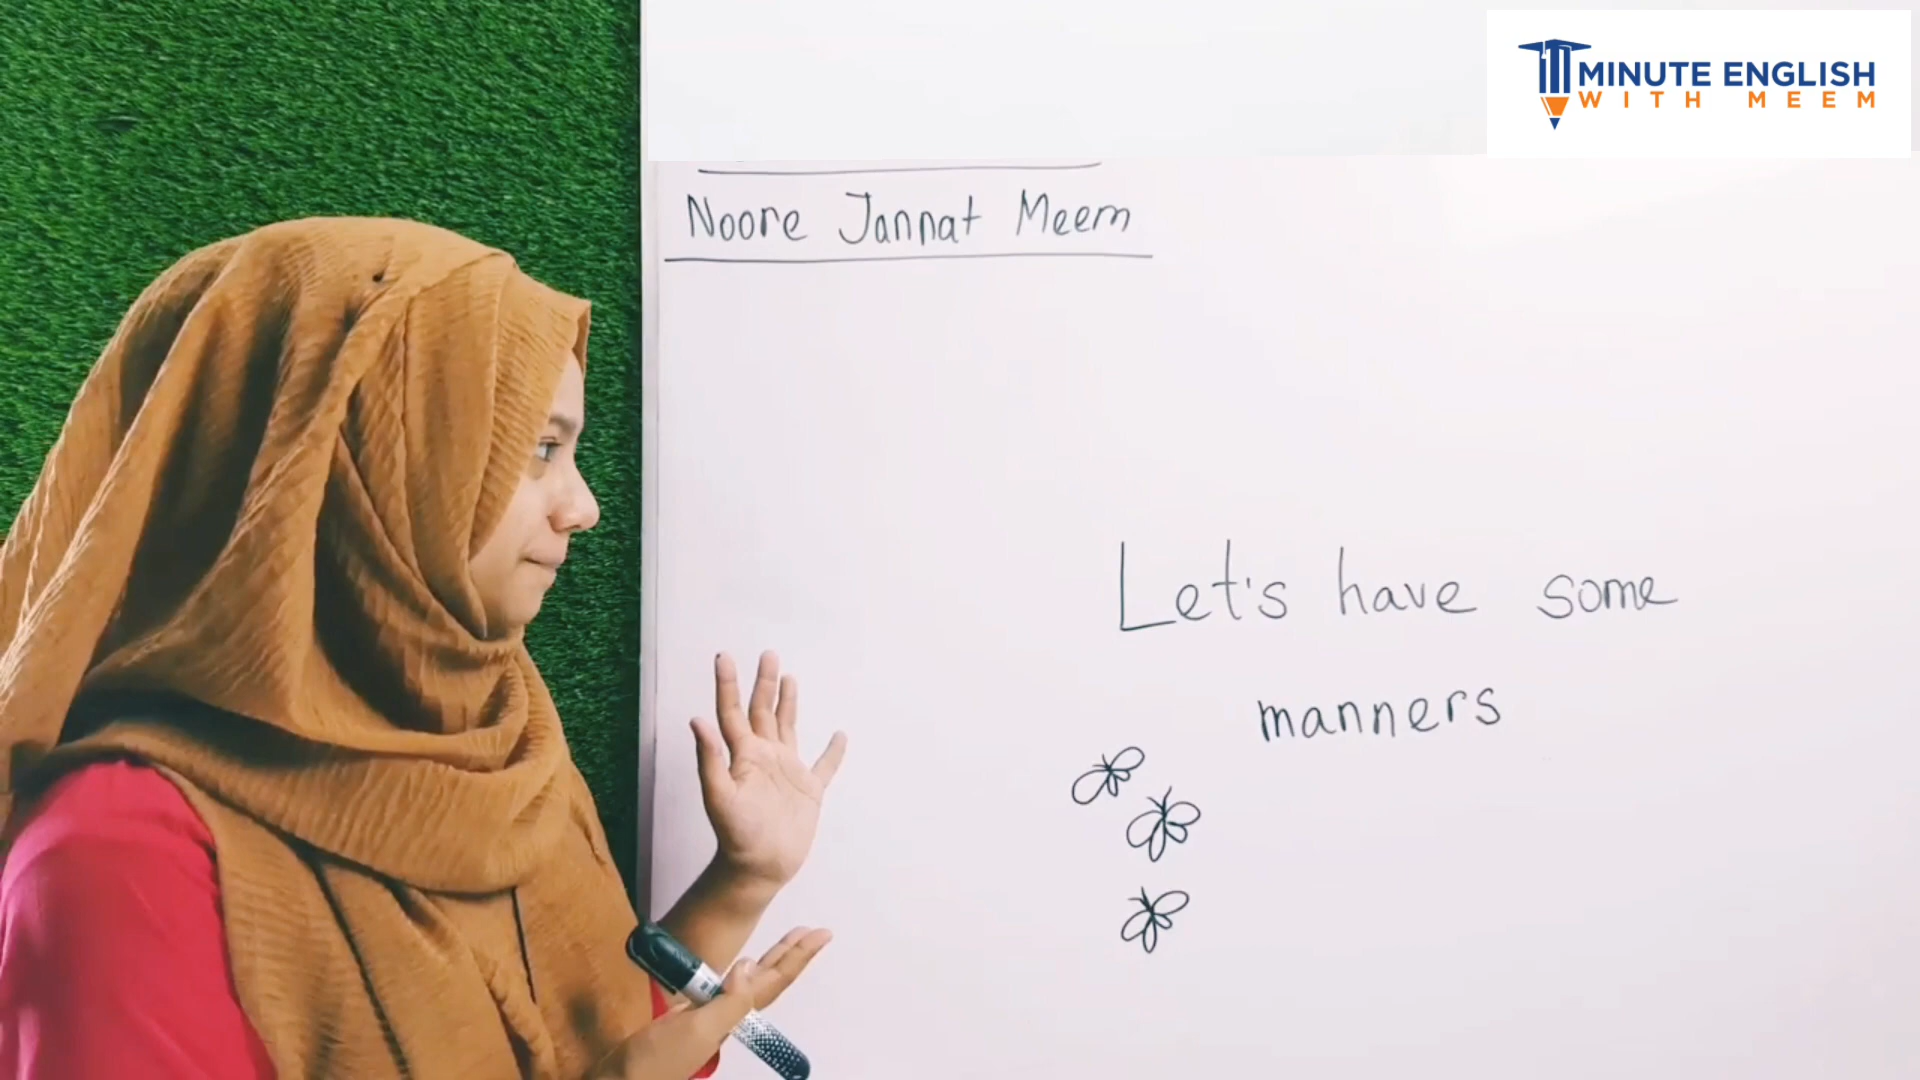 MINUTE ENGLISH
WITH MEEM
Noore Jannat Meem
Let's have some
manners